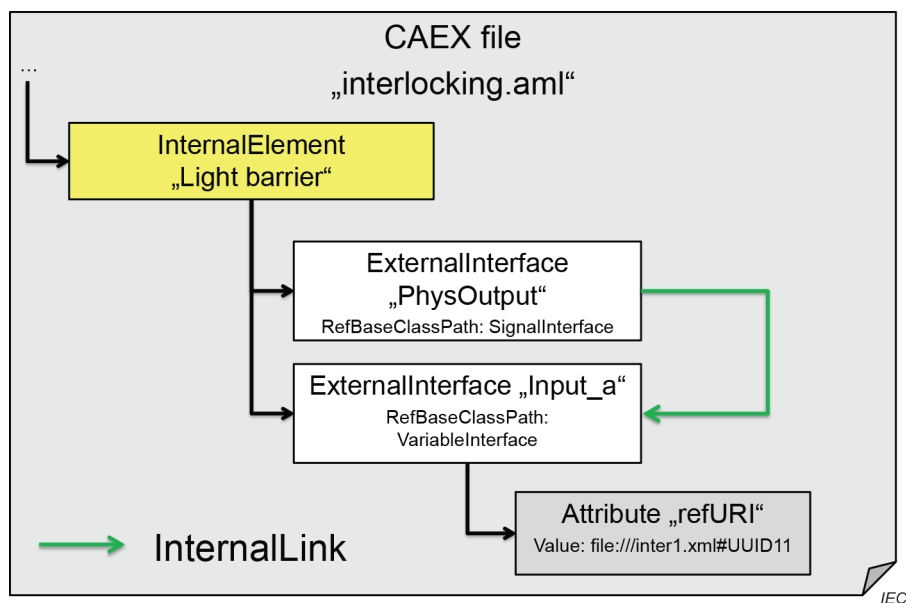 CAEX file
„interlocking.aml“
...
InternalElement
„Light barrier“
ExternalInterface
„PhysOutput“
RefBaseClassPath: SignalInterface
ExternalInterface „Input_a“
RefBaseClassPath:
VariableInterface
Attribute „refURI“
Value: file:///inter1.xml#UUID11
InternalLink
IEC